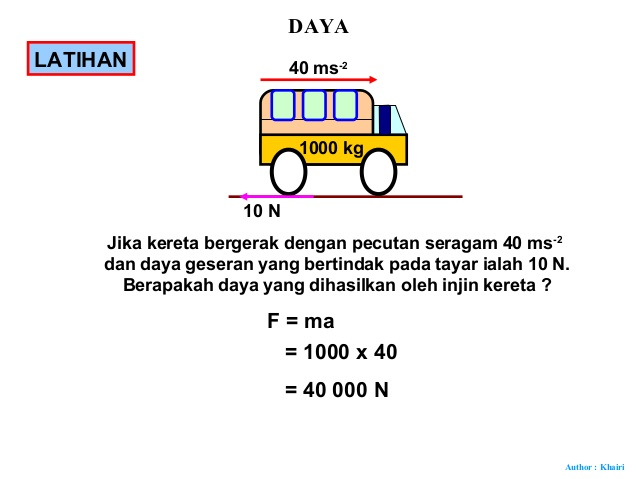 DAYA
LATIHAN
40 ms⁻²
1000 kg
10 N
Jika kereta bergerak dengan pecutan seragam 40 ms⁻²
dan daya geseran yang bertindak pada tayar ialah 10 N.
Berapakah daya yang dihasilkan oleh injin kereta ?
F = ma
= 1000 x 40
= 40 000 N
Author : Khairi